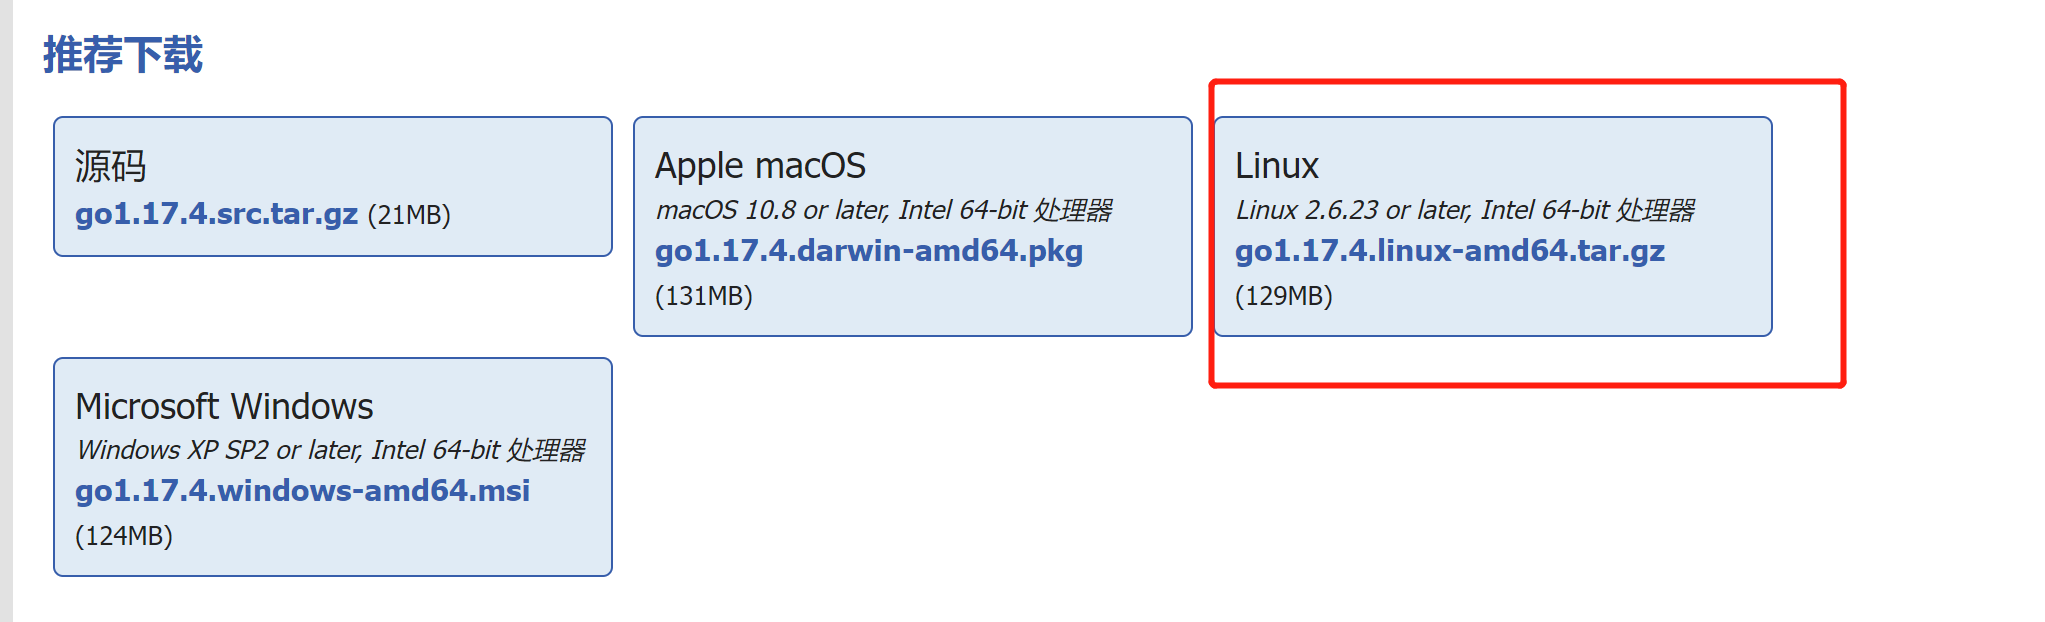 推荐下载
源码
go1.17.4.src.tar.gz (21MB)
Apple macOS
macOS 10.8 or later, Intel 64-bit 处理器
go1.17.4.darwin-amd64.pkg
(131MB)
Linux
Linux 2.6.23 or later, Intel 64-bit 处理器
go1.17.4.linux-amd64.tar.gz
(129MB)
Microsoft Windows
Windows XP SP2 or later, Intel 64-bit 处理器
go1.17.4.windows-amd64.msi
(124MB)